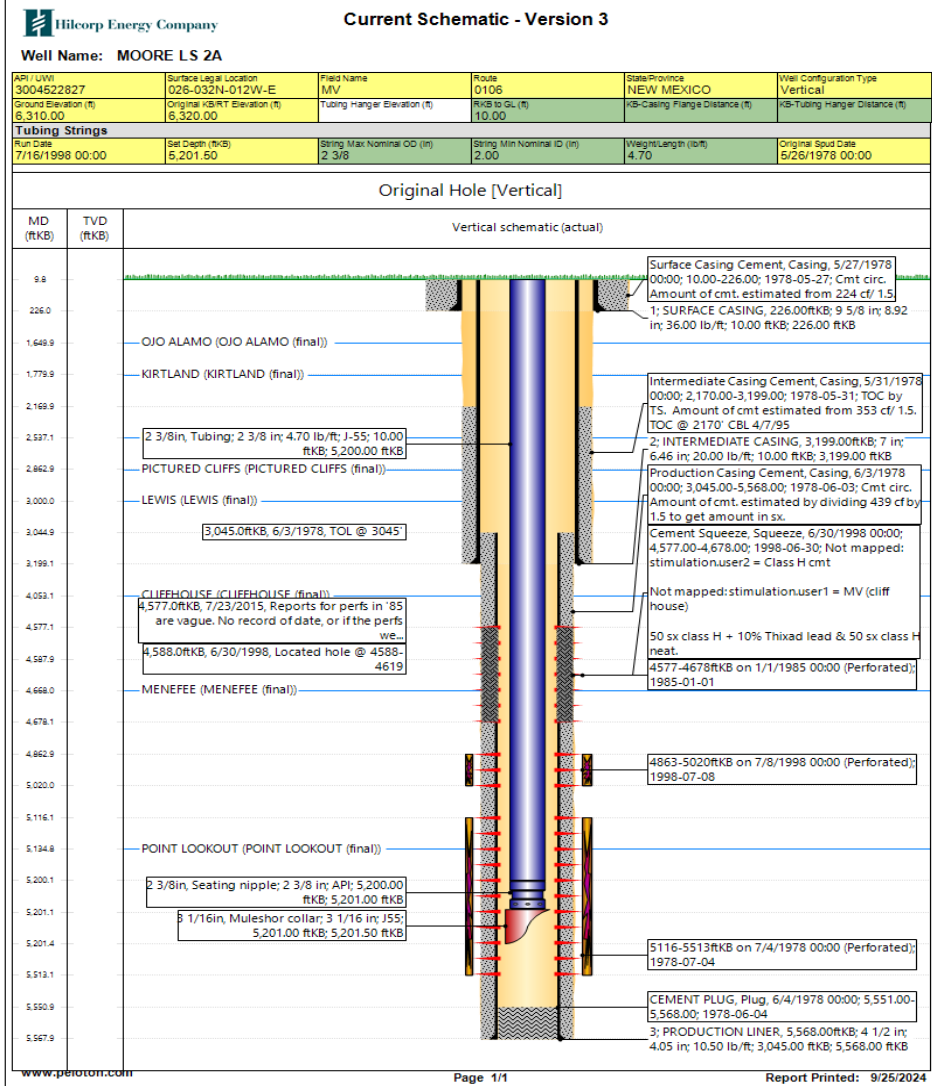 Hilcorp Energy Company
Current Schematic - Version 3
Well Name: MOORE LS 2A
API / UWI
3004522827
Surface Legal Location
026-032N-012W-E
Field Name
MV
Route
0106
State/Province
NEW MEXICO
Well Configuration Type
Vertical
Ground Elevation (ft)
6,310.00
Original KB/RT Elevation (ft)
6,320.00
Tubing Hanger Elevation (ft)
RKB to GL (ft)
10.00
KB-Casing Flange Distance (ft)
KB-Tubing Hanger Distance (ft)
Tubing Strings
Run Date
7/16/1998 00:00
Set Depth (ftKB)
5,201.50
String Max Nominal OD (in)
2 3/8
String Min Nominal ID (in)
2.00
Weight/Length (lb/ft)
4.70
Original Spud Date
5/26/1978 00:00
Original Hole [Vertical]
MD
(ftKB)
TVD
(ftKB)
Vertical schematic (actual)
9.8
226.0
1,649.9
1,779.9
2,169.9
2,537.1
2,862.9
3,000.0
3,044.9
3,199.1
4,053.1
4,577.1
4,587.9
4,668.0
4,678.1
4,862.9
5,020.0
5,116.1
5,134.8
5,200.1
5,201.1
5,201.4
5,513.1
5,550.9
5,567.9
OJO ALAMO (OJO ALAMO (final))
KIRTLAND (KIRTLAND (final))
2 3/8in, Tubing; 2 3/8 in; 4.70 lb/ft; J-55; 10.00
ftKB; 5,200.00 ftKB
PICTURED CLIFFS (PICTURED CLIFFS (final))
LEWIS (LEWIS (final))
3,045.0ftKB, 6/3/1978, TOL @ 3045'
CLIFFHOUSE (CLIFFHOUSE (final))
4,577.0ftKB, 7/23/2015, Reports for perfs in '85
are vague. No record of date, or if the perfs
we...
4,588.0ftKB, 6/30/1998, Located hole @ 4588-
4619
MENEFEE (MENEFEE (final))
POINT LOOKOUT (POINT LOOKOUT (final))
2 3/8in, Seating nipple; 2 3/8 in; API; 5,200.00
ftKB; 5,201.00 ftKB
3 1/16in, Muleshor collar; 3 1/16 in; J55;
5,201.00 ftKB; 5,201.50 ftKB
Surface Casing Cement, Casing, 5/27/1978
00:00; 10.00-226.00; 1978-05-27; Cmt circ.
Amount of cmt. estimated from 224 cf/ 1.5.
1; SURFACE CASING, 226.00ftKB; 9 5/8 in; 8.92
in; 36.00 lb/ft; 10.00 ftKB; 226.00 ftKB
Intermediate Casing Cement, Casing, 5/31/1978
00:00; 2,170.00-3,199.00; 1978-05-31; TOC by
TS. Amount of cmt estimated from 353 cf/ 1.5.
TOC @ 2170' CBL 4/7/95
2; INTERMEDIATE CASING, 3,199.00ftKB; 7 in;
6.46 in; 20.00 lb/ft; 10.00 ftKB; 3,199.00 ftKB
Production Casing Cement, Casing, 6/3/1978
00:00; 3,045.00-5,568.00; 1978-06-03; Cmt circ.
Amount of cmt. estimated by dividing 439 cf by
1.5 to get amount in sx.
Cement Squeeze, Squeeze, 6/30/1998 00:00;
4,577.00-4,678.00; 1998-06-30; Not mapped:
stimulation.user2 = Class H cmt
Not mapped: stimulation.user1 = MV (cliff
house)
50 sx class H + 10% Thixad lead & 50 sx class H
neat.
4577-4678ftKB on 1/1/1985 00:00 (Perforated);
1985-01-01
4863-5020ftKB on 7/8/1998 00:00 (Perforated);
1998-07-08
5116-5513ftKB on 7/4/1978 00:00 (Perforated);
1978-07-04
CEMENT PLUG, Plug, 6/4/1978 00:00; 5,551.00-
5,568.00; 1978-06-04
3; PRODUCTION LINER, 5,568.00ftKB; 4 1/2 in;
4.05 in; 10.50 lb/ft; 3,045.00 ftKB; 5,568.00 ftKB
www.peloton.com
Page 1/1
Report Printed: 9/25/2024